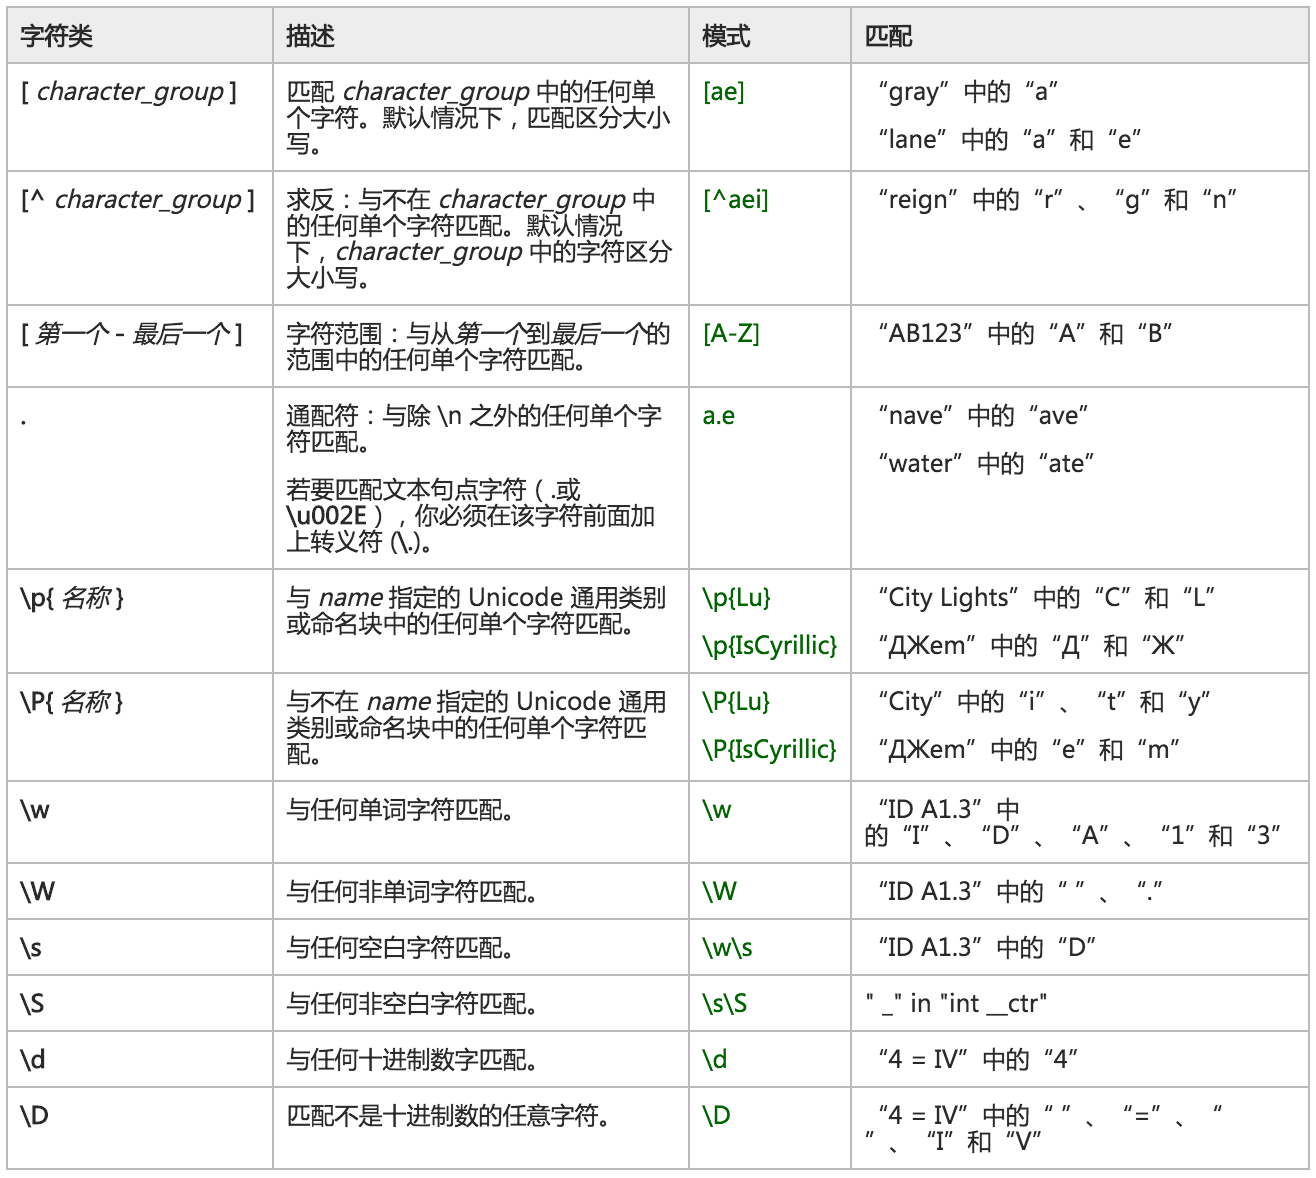 字符类 描述 模式 匹配
[ character_group ] 匹配 character_group 中的任何单 [ae] “gray”中的“a”
个字符。默认情况下，匹配区分大小
写。 “lane”中的“a”和“e”
[^ character_group ] 求反：与不在 character_group 中 [^aei] “reign”中的“r”、“g”和“n”
的任何单个字符匹配。默认情况
下，character_group 中的字符区分
大小写。
[ 第一个 - 最后一个 ] 字符范围：与从第一个到最后一个的 [A-Z] “AB123”中的“A”和“B”
范围中的任何单个字符匹配。
. 通配符：与除 \n 之外的任何单个字 a.e “nave”中的“ave”
符匹配。
“water”中的“ate”
若要匹配文本句点字符（.或
\u002E），你必须在该字符前面加
上转义符 (\.)。
\p{ 名称 } 与 name 指定的 Unicode 通用类别 \p{Lu} “City Lights”中的“C”和“L”
或命名块中的任何单个字符匹配。
\p{IsCyrillic} “ДЖem”中的“Д”和“Ж”
\P{ 名称 } 与不在 name 指定的 Unicode 通用 \P{Lu} “City”中的“i”、“t”和“y”
类别或命名块中的任何单个字符匹
配。 \P{IsCyrillic} “ДЖem”中的“e”和“m”
\w 与任何单词字符匹配。 \w “ID A1.3”中
的“I”、“D”、“A”、“1”和“3”
\W 与任何非单词字符匹配。 \W “ID A1.3”中的“ ”、“.”
\s 与任何空白字符匹配。 \w\s “ID A1.3”中的“D”
\S 与任何非空白字符匹配。 \s\S " _" in "int __ctr"
\d 与任何十进制数字匹配。 \d “4 = IV”中的“4”
\D 匹配不是十进制数的任意字符。 \D “4 = IV”中的“ ”、“=”、“
”、“I”和“V”